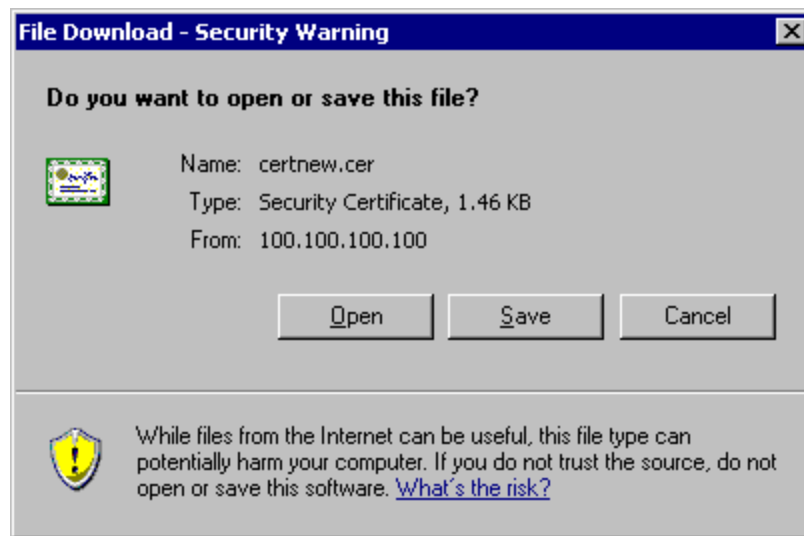 File Download - Security Warning
Do you want to open or save this file?
Name: certnew.cer
Type: Security Certificate, 1.46 KB
From: 100.100.100.100
Open Save Cancel
While files from the Internet can be useful, this file type can
potentially harm your computer. If you do not trust the source, do not
open or save this software. What's the risk?